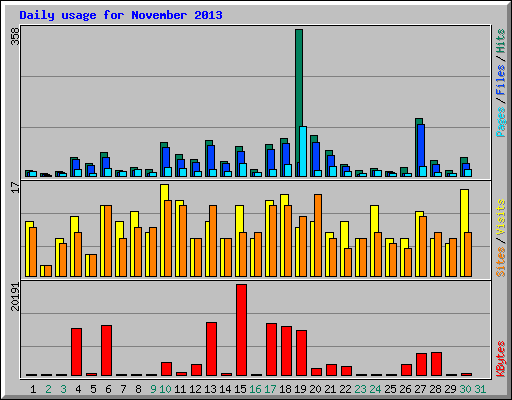 Daily usage for November 2013
358
Pages / Files / Hits
17
Sites / Visits
20191
KBytes
1 2 3 4 5 6 7 8 9 10 11 12 13 14 15 16 17 18 19 20 21 22 23 24 25 26 27 28 29 30 31